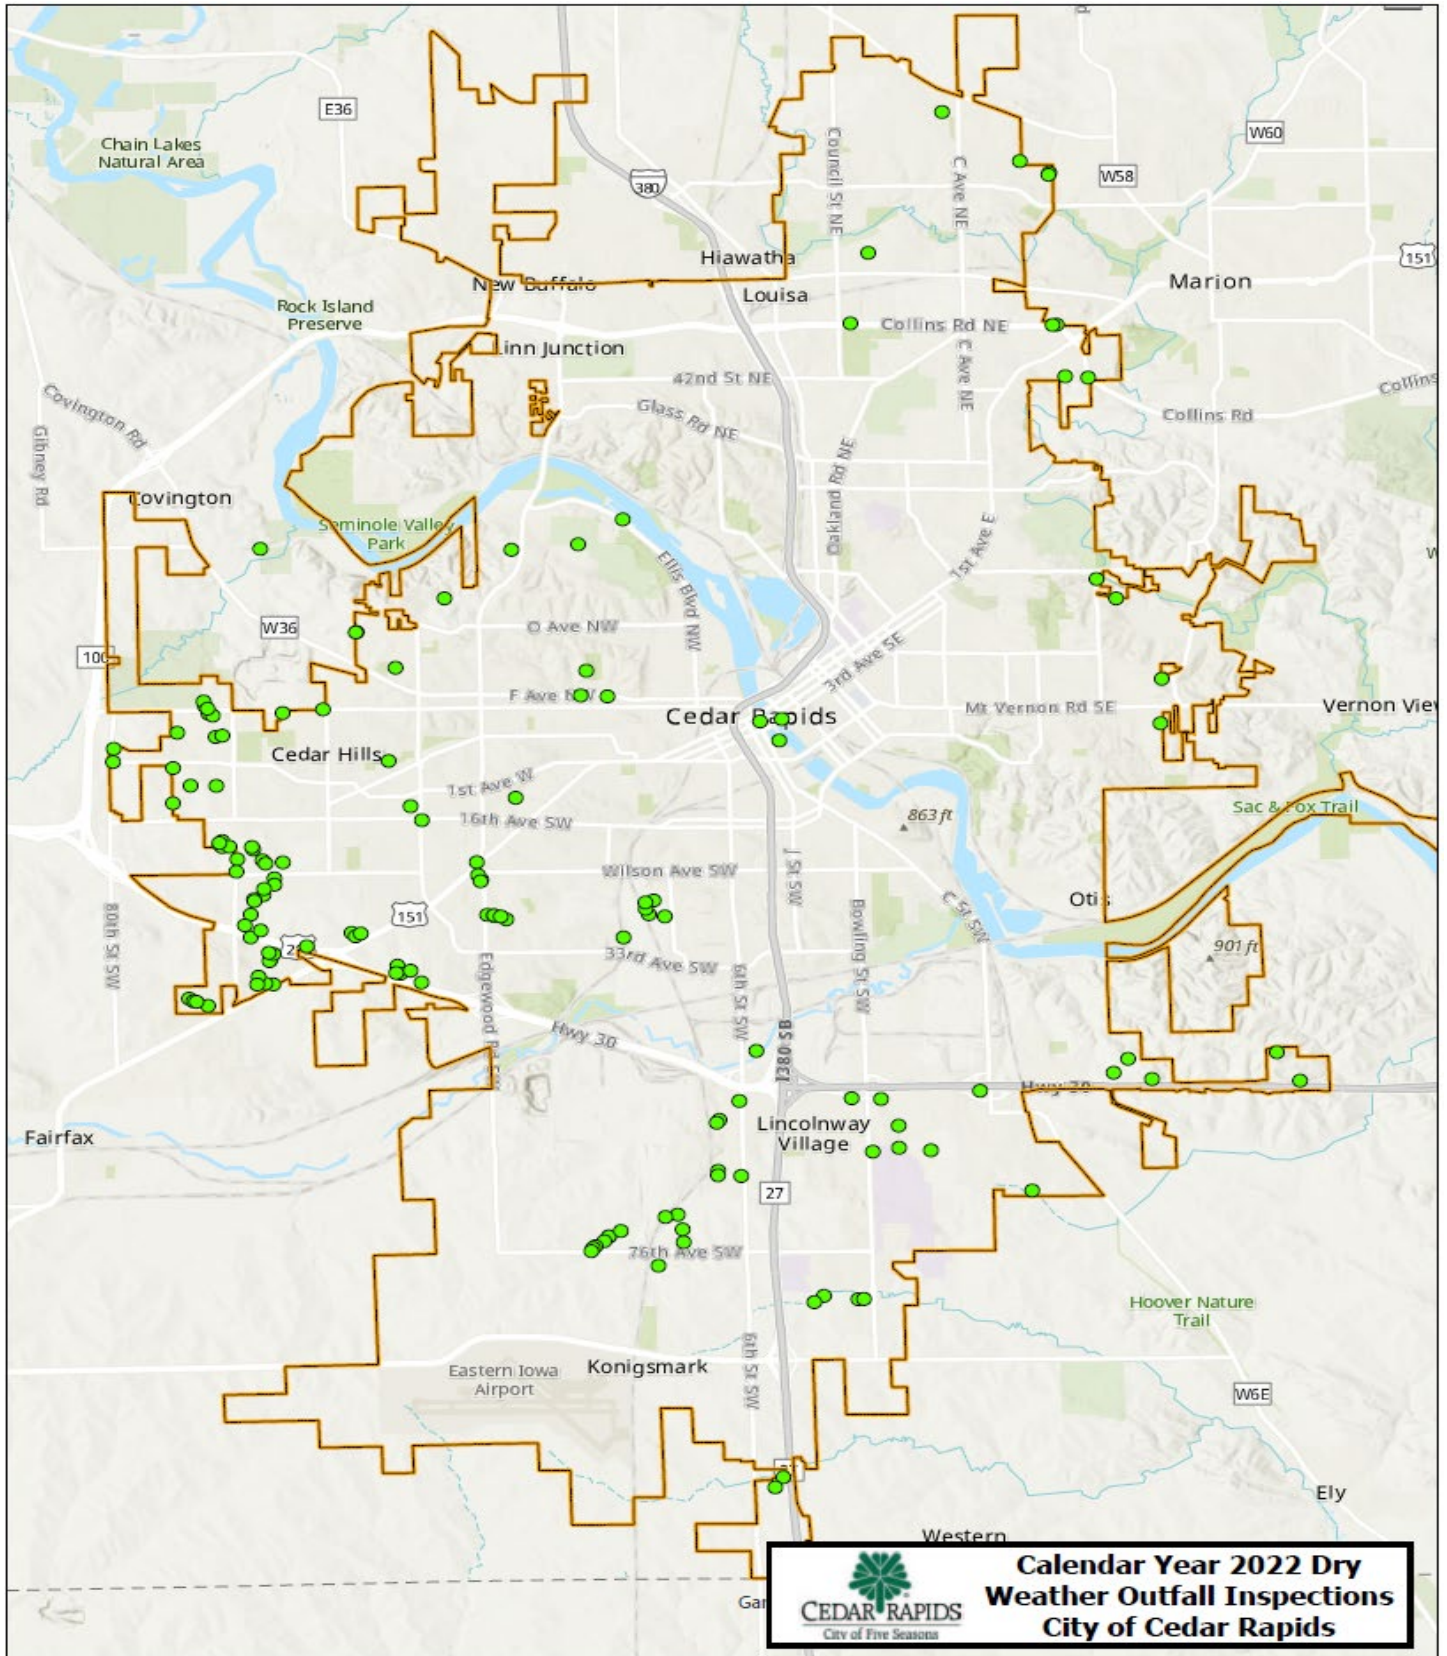 E36
W60
Chain Lakes
Natural Area
Council St NE
C Ave NE
W58
380
151
Hiawatha
Marion
New Buffalo
Louisa
Rock Island
Preserve
Collins Rd NE
Linn Junction
C Ave NE
42nd St NE
Collins
Covington Rd
Glass Rd NE
Collins Rd
Gibney Rd
Oakland Rd NE
Covington
Seminole Valley
Park
1st Ave E
Ellis Blvd NW
W36
O Ave NW
100
3rd Ave SE
F Ave NW
Cedar Rapids
Mt Vernon Rd SE
Cedar Hills
1st Ave W
16th Ave SW
863 ft
Sac & Fox Trail
Wilson Ave SW
J St SW
Otis
151
80th St SW
Bowling St SW
C St SW
901 ft
33rd Ave SW
Edgewood Rd SW
6th St SW
Hwy 30
I380 SB
Hwy 30
Lincolnway
Village
Fairfax
27
76th Ave SW
Hoover Nature
Trail
Konigsmark
Eastern Iowa
Airport
6th St SW
W6E
Ely
Western
CEDAR RAPIDS
City of Five Seasons
Calendar Year 2022 Dry
Weather Outfall Inspections
City of Cedar Rapids